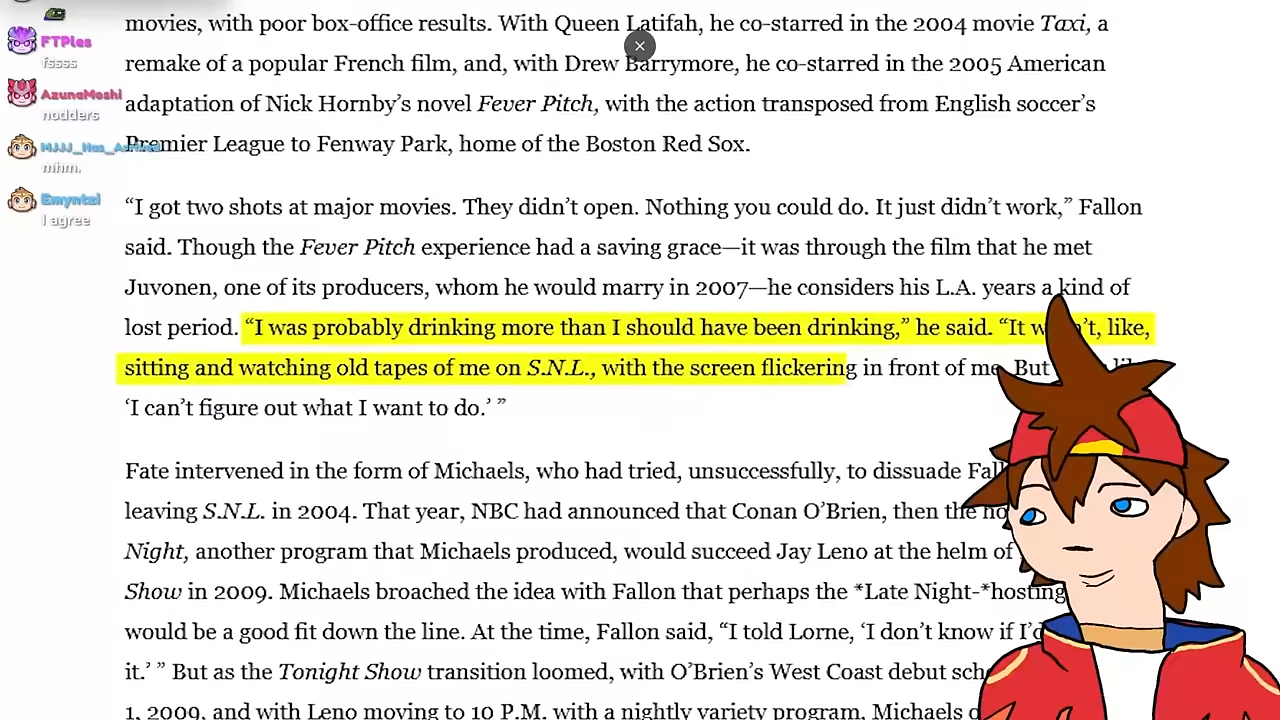 movies, with poor box-office results. With Queen Latifah, he co-starred in the 2004 movie Taxi, a
remake of a popular French film, and, with Drew Barrymore, he co-starred in the 2005 American
adaptation of Nick Hornby’s novel Fever Pitch, with the action transposed from English soccer’s
Premier League to Fenway Park, home of the Boston Red Sox.
“I got two shots at major movies. They didn’t open. Nothing you could do. It just didn’t work,” Fallon
said. Though the Fever Pitch experience had a saving grace—it was through the film that he met
Juvonen, one of its producers, whom he would marry in 2007—he considers his L.A. years a kind of
lost period. “I was probably drinking more than I should have been drinking,” he said. “It like,
sitting and watching old tapes of me on S.N.L., with the screen flickering in front of me. But
‘I can’t figure out what I want to do.’ ”
Fate intervened in the form of Michaels, who had tried, unsuccessfully, to dissuade
leaving S.N.L. in 2004. That year, NBC had announced that Conan O’Brien, then the
Night, another program that Michaels produced, would succeed Jay Leno at the helm of
Show in 2009. Michaels broached the idea with Fallon that perhaps the *Late Night-*hosting
would be a good fit down the line. At the time, Fallon said, “I told Lorne, ‘I don’t know if
it.’ ” But as the Tonight Show transition loomed, with O’Brien’s West Coast debut
1, 2009, and with Leno moving to 10 P.M. with a nightly variety program, Michaels
FTPles
fssss
AzunaMoshi
nodders
MJJJ_Has_Arrived
mhm.
Emyntzi
I agree